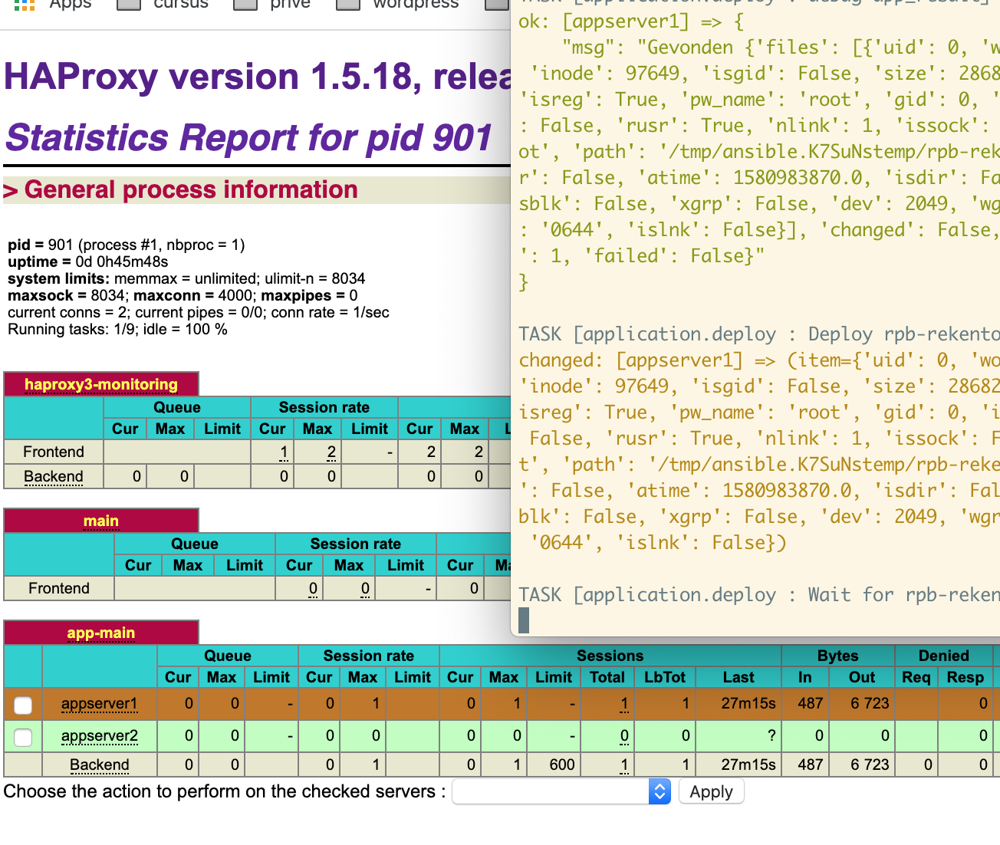 Apps cursus prive wordpress
HAProxy version 1.5.18,
Statistics Report for pid 901
> General process information
pid = 901 (process #1, nbproc = 1)
uptime = 0d 0h45m48s
system limits: memmax = unlimited; ulimit-n = 8034
maxsock = 8034; maxconn = 4000; maxpipes = 0
current conns = 2; current pipes = 0/0; conn rate = 1/sec
Running tasks: 1/9; idle = 100 %
haproxy3-monitoring
Queue Session rate
Cur Max Limit Cur Max Limit Cur Max
Frontend 1 2 - 2 2
Backend 0 0 0 0 0 0
main
Queue Session rate
Cur Max Limit Cur Max Limit Cur
Frontend 0 0 - 0
app-main
Queue Session rate Sessions Bytes Denied
Cur Max Limit Cur Max Limit Cur Max Limit Total LbTot Last In Out Req Resp
appserver1 0 0 - 0 1 0 1 - 1 1 27m15s 487 6 723 0
appserver2 0 0 - 0 0 0 0 - 0 0 ? 0 0 0
Backend 0 0 0 1 0 1 600 1 1 27m15s 487 6 723 0 0
Choose the action to perform on the checked servers : Apply
TASK [application.deploy : debug app_result]
ok: [appserver1] => {
"msg": "Gevonden {'files': [{'uid': 0, 'w
'inode': 97649, 'isgid': False, 'size': 2868
'isreg': True, 'pw_name': 'root', 'gid': 0, '
: False, 'rusr': True, 'nlink': 1, 'issock':
ot', 'path': '/tmp/ansible.K7SuNstemp/rpb-rek
r': False, 'atime': 1580983870.0, 'isdir': Fa
sblk': False, 'xgrp': False, 'dev': 2049, 'wg
: '0644', 'islnk': False}], 'changed': False,
': 1, 'failed': False}"
}
TASK [application.deploy : Deploy rpb-rekento
changed: [appserver1] => (item={'uid': 0, 'wo
'inode': 97649, 'isgid': False, 'size': 28682
isreg': True, 'pw_name': 'root', 'gid': 0, 'i
False, 'rusr': True, 'nlink': 1, 'issock': F
t', 'path': '/tmp/ansible.K7SuNstemp/rpb-reke
': False, 'atime': 1580983870.0, 'isdir': Fal
blk': False, 'xgrp': False, 'dev': 2049, 'wgr
'0644', 'islnk': False})
TASK [application.deploy : Wait for rpb-reken